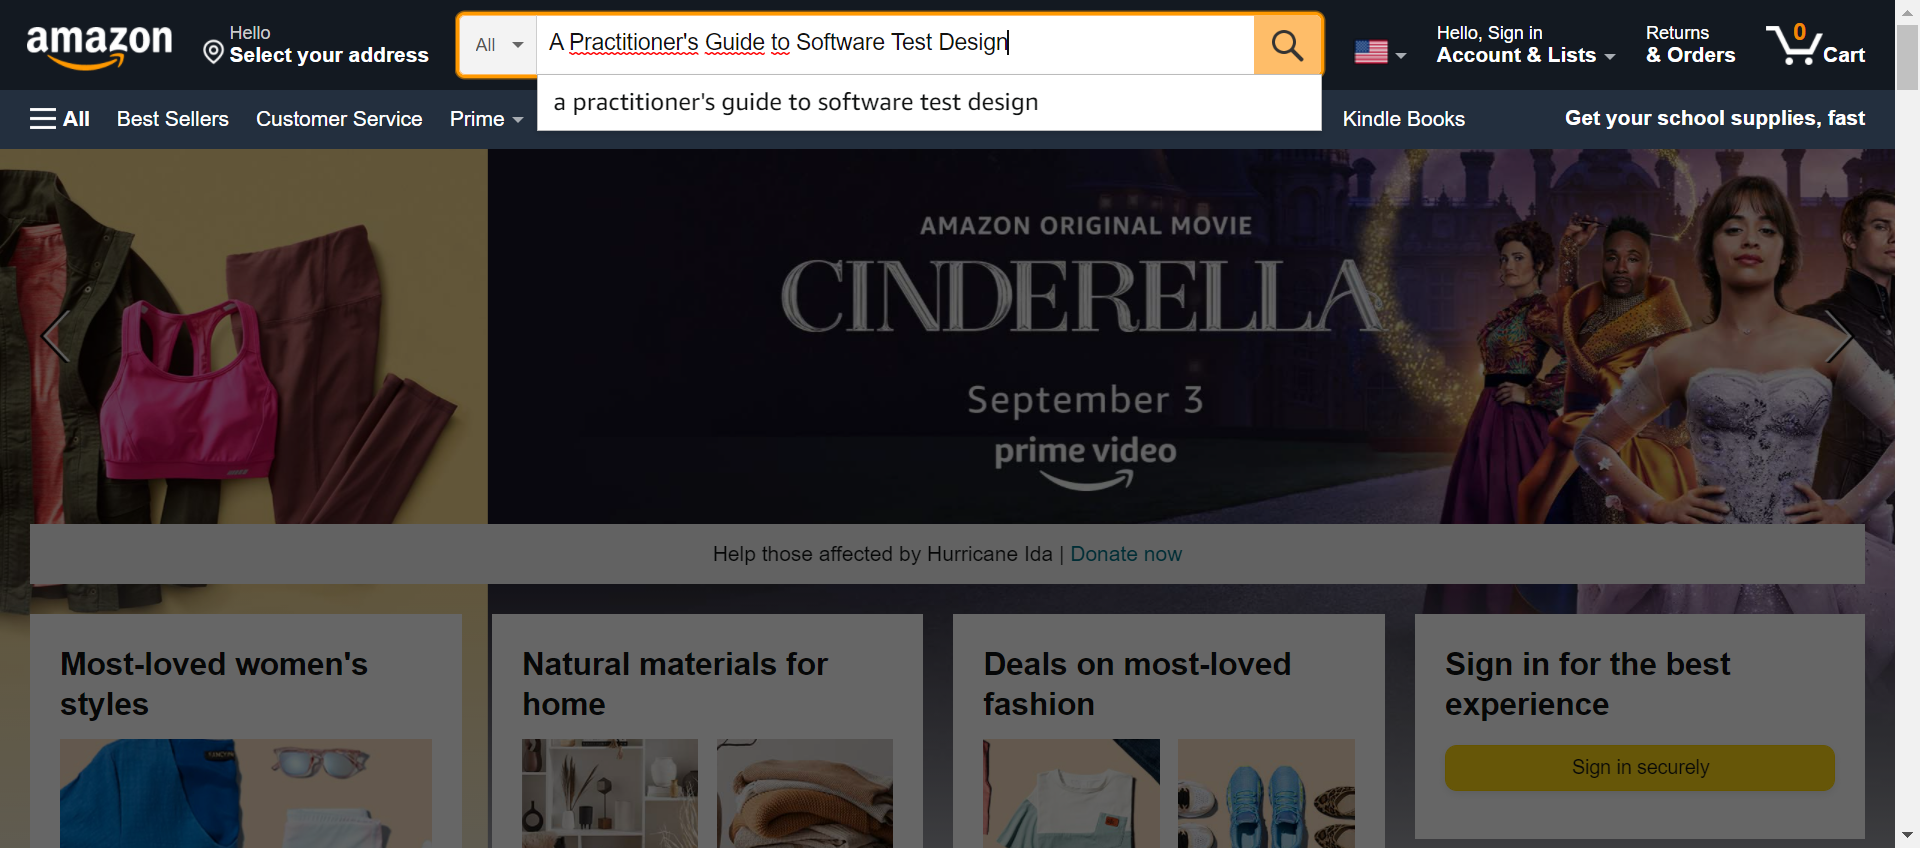 amazon
Hello
Select your address
All
A Practitioner's Guide to Software Test Design
a practitioner's guide to software test design
Hello, Sign in
Account & Lists
Returns
& Orders
0
Cart
All
Best Sellers
Customer Service
Prime
Kindle Books
Get your school supplies, fast
AMAZON ORIGINAL MOVIE
CINDERELLA
September 3
prime video
Help those affected by Hurricane Ida | Donate now
Most-loved women's
styles
Natural materials for
home
Deals on most-loved
fashion
Sign in for the best
experience
Sign in securely